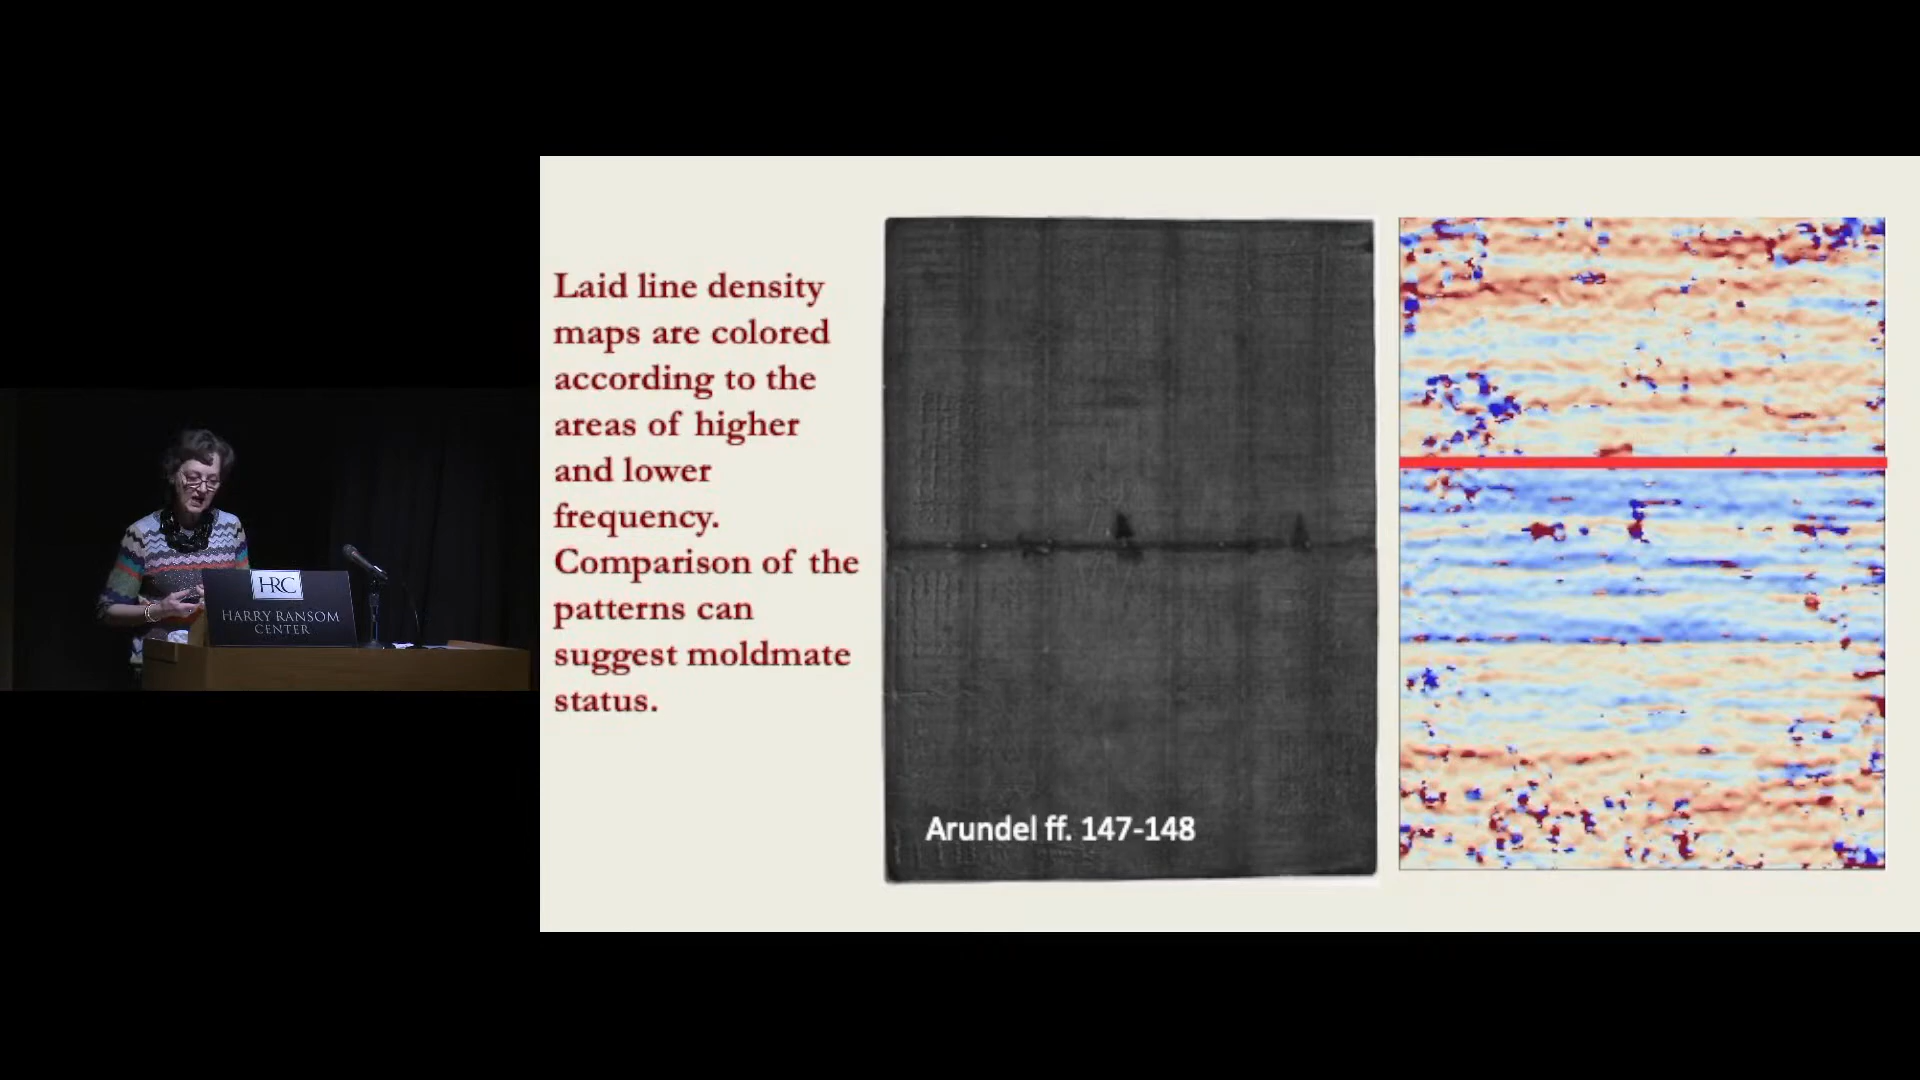 Laid line density
maps are colored
according to the
areas of higher
and lower
frequency.
Comparison of the
patterns can
suggest moldmate
status.
Arundel ff. 147-148
HRC
HARRY RANSOM
CENTER